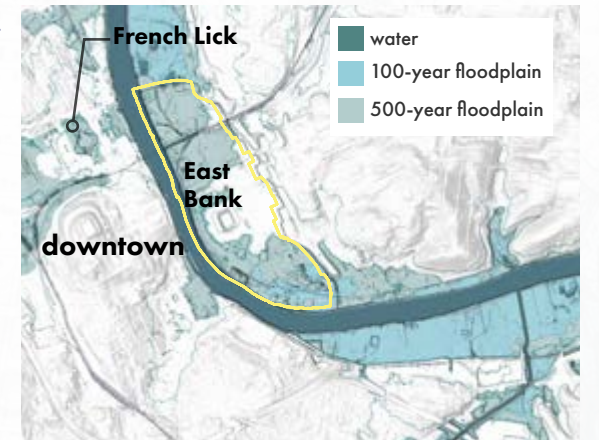 French Lick
water
100-year floodplain
500-year floodplain
East
Bank
downtown